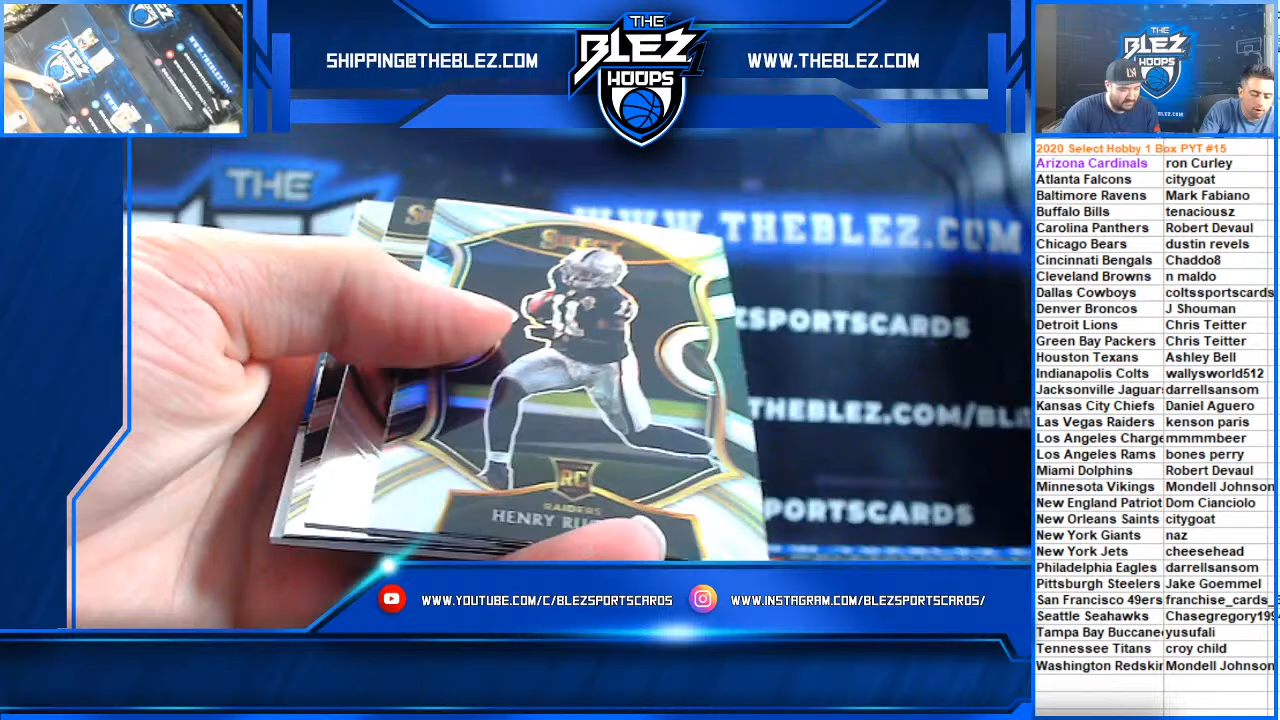 SHIPPING@THEBLEZ.COM
THE
BLEZ
HOOPS
WWW.THEBLEZ.COM
THE
BLEZ
THE
WWW.THEBLEZ.COM
ZSPORTSCARDS
THEBLEZ.COM/BL
SPORTSCARDS
SELECT
11
RC
RAIDERS
HENRY
WWW.YOUTUBE.COM/C/BLEZSPORTSCARDS
WWW.INSTAGRAM.COM/BLEZSPORTSCARDS/
2020 Select Hobby 1 Box PYT #15
Arizona Cardinals ron Curley
Atlanta Falcons citygoat
Baltimore Ravens Mark Fabiano
Buffalo Bills tenaciousz
Carolina Panthers Robert Devaul
Chicago Bears dustin revels
Cincinnati Bengals Chaddo8
Cleveland Browns n maldo
Dallas Cowboys coltssportscards
Denver Broncos J Shouman
Detroit Lions Chris Teitter
Green Bay Packers Chris Teitter
Houston Texans Ashley Bell
Indianapolis Colts wallysworld512
Jacksonville Jaguar darrellsansom
Kansas City Chiefs Daniel Aguero
Las Vegas Raiders kenson paris
Los Angeles Charge mmmmbeer
Los Angeles Rams bones perry
Miami Dolphins Robert Devaul
Minnesota Vikings Mondell Johnson
New England Patriot Dom Cianciolo
New Orleans Saints citygoat
New York Giants naz
New York Jets cheesehead
Philadelphia Eagles darrellsansom
Pittsburgh Steelers Jake Goemmel
San Francisco 49ers franchise_cards_
Seattle Seahawks Chasegregory199
Tampa Bay Buccane yusufali
Tennessee Titans croy child
Washington Redskin Mondell Johnson